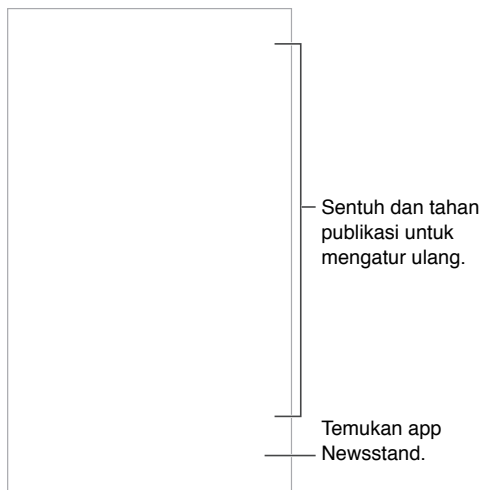 Sentuh dan tahan
publikasi untuk
mengatur ulang.
Temukan app
Newsstand.